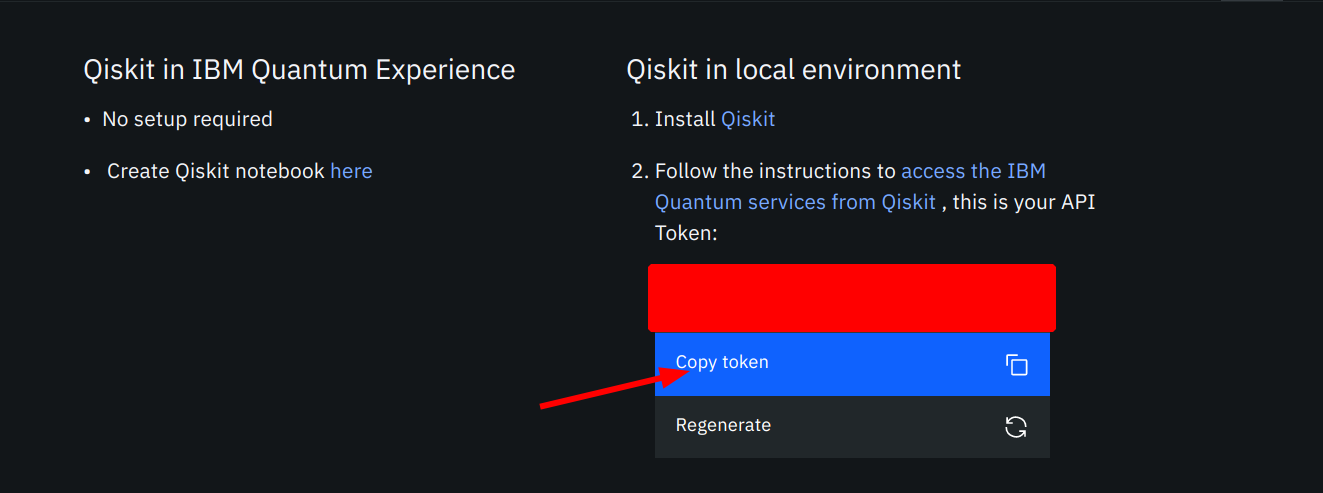 Qiskit in IBM Quantum Experience
• No setup required
• Create Qiskit notebook here
Qiskit in local environment
1. Install Qiskit
2. Follow the instructions to access the IBM
Quantum services from Qiskit , this is your API
Token:
Copy token
Regenerate